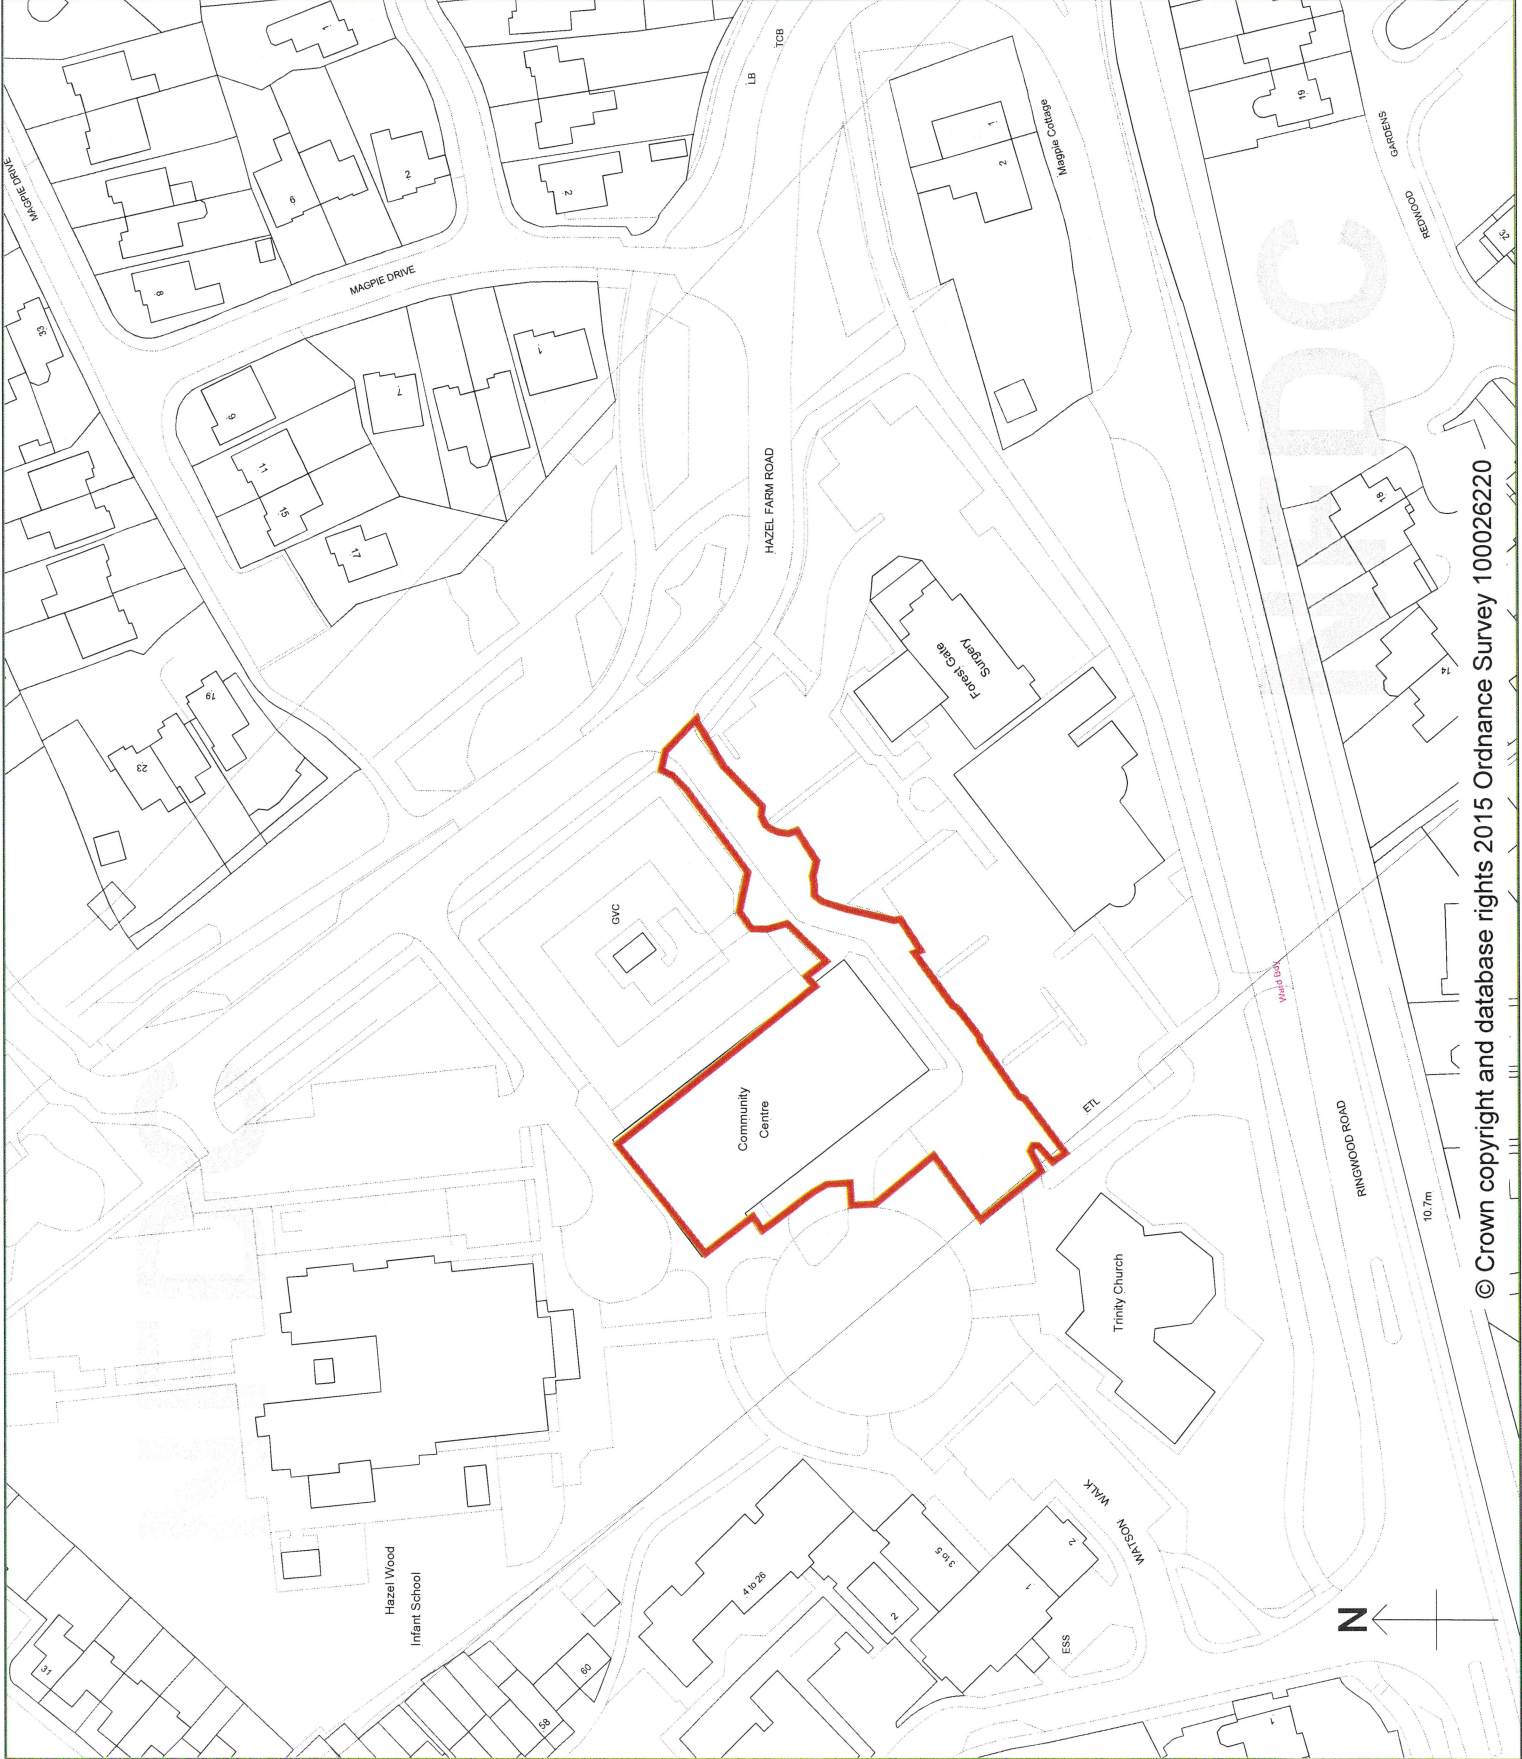 MAGPIE DRIVE
1
TCB
LB
19
GARDENS
REDWOOD
32
Magpie Cottage
1
2
2
2
6
8
MAGPIE DRIVE
33
9
7
1
11
15
17
HAZEL FARM ROAD
18
14
Forest Gate
Surgery
19
23
GVC
Ward Bdy
Community
Centre
ETL
RINGWOOD ROAD
10.7m
Trinity Church
Hazel Wood
Infant School
31
58
60
4 to 26
3 to 5
2
2
1
WATSON
WALK
ESS
1
N
NFDC
© Crown copyright and database rights 2015 Ordnance Survey 100026220